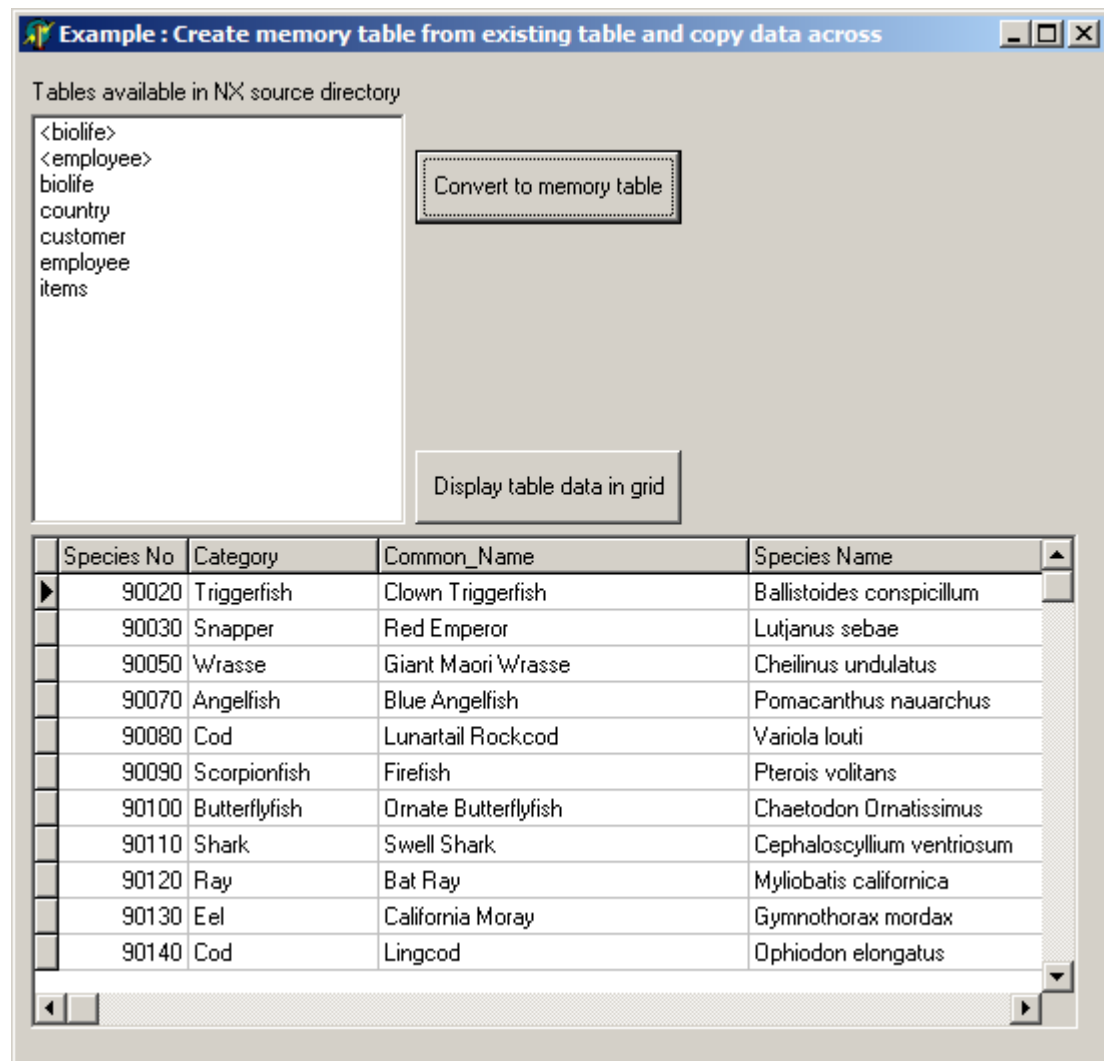 Example : Create memory table from existing table and copy data across
Tables available in NX source directory
<biolife>
<employee>
biolife
country
customer
employee
items
Convert to memory table
Display table data in grid
Species No Category Common_Name Species Name
90020 Triggerfish Clown Triggerfish Ballistoides conspicillum
90030 Snapper Red Emperor Lutjanus sebae
90050 Wrasse Giant Maori Wrasse Cheilinus undulatus
90070 Angelfish Blue Angelfish Pomacanthus nauarchus
90080 Cod Lunartail Rockcod Variola louti
90090 Scorpionfish Firefish Pterois volitans
90100 Butterflyfish Ornate Butterflyfish Chaetodon Ornatissimus
90110 Shark Swell Shark Cephaloscyllium ventriosum
90120 Ray Bat Ray Myliobatis californica
90130 Eel California Moray Gymnothorax mordax
90140 Cod Lingcod Ophiodon elongatus